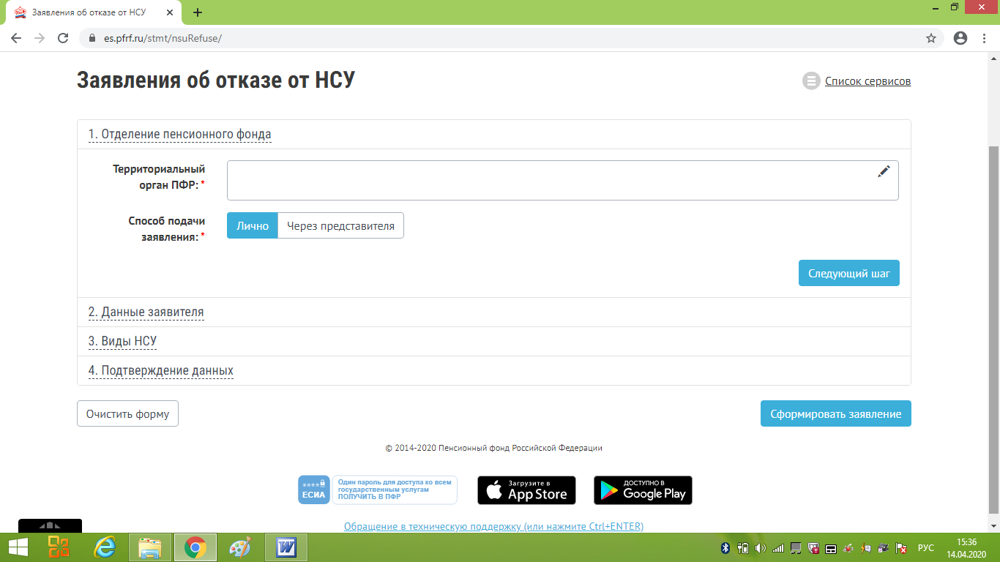 Заявления об отказе от НСУ
es.pfrf.ru/stmt/nsuRefuse/
Заявления об отказе от НСУ
Список сервисов
1. Отделение пенсионного фонда
Территориальный
орган ПФР: *
Способ подачи
заявления: *
Лично
Через представителя
Следующий шаг
2. Данные заявителя
3. Виды НСУ
4. Подтверждение данных
Очистить форму
Сформировать заявление
© 2014-2020 Пенсионный фонд Российской Федерации
****
ЕСИА
Один пароль для доступа ко всем
государственным услугам
ПОЛУЧИТЬ В ПФР
Загрузите в
App Store
ДОСТУПНО В
Google Play
Обращение в техническую поддержку (или нажмите Ctrl+ENTER)
РУС
15:36
14.04.2020